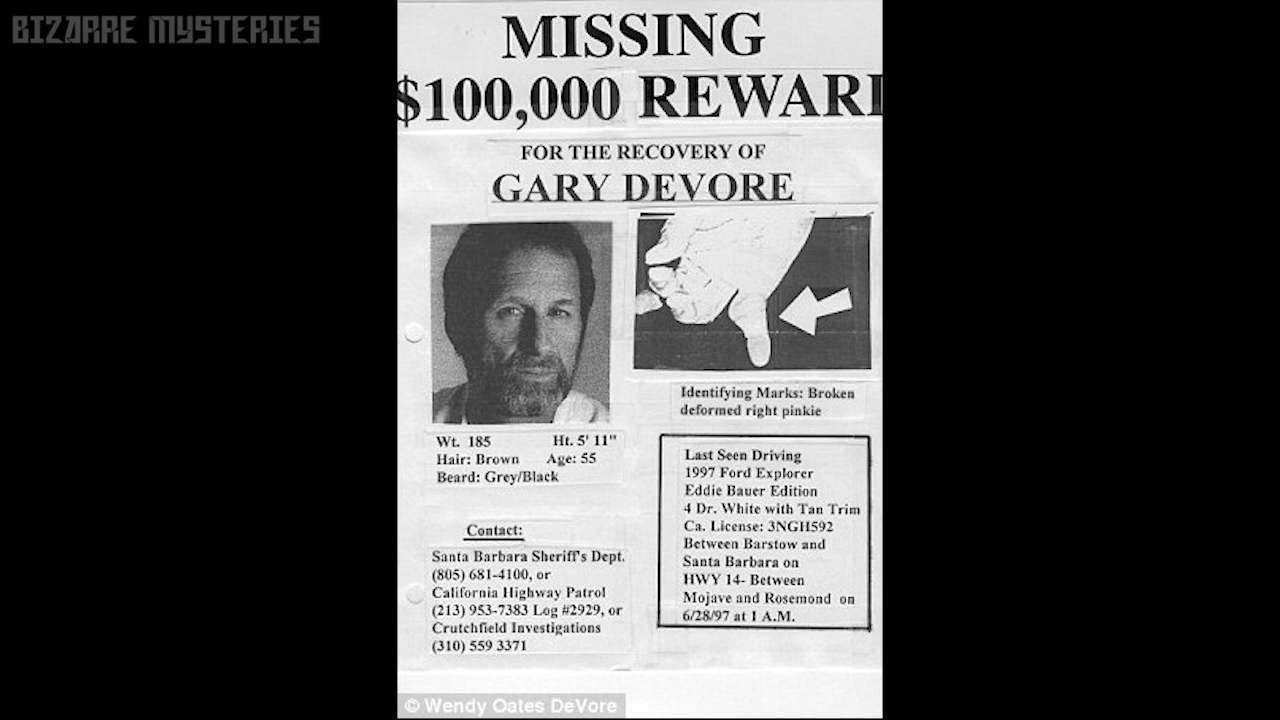 BIZARRE MYSTERIES
MISSING
$100,000 REWARD
FOR THE RECOVERY OF
GARY DEVORE
Identifying Marks: Broken
deformed right pinkie
Wt. 185 Ht. 5' 11"
Hair: Brown Age: 55
Beard: Grey/Black
Last Seen Driving
1997 Ford Explorer
Eddie Bauer Edition
4 Dr. White with Tan Trim
Ca. License: 3NGH592
Between Barstow and
Santa Barbara on
HWY 14- Between
Mojave and Rosemond on
6/28/97 at 1 A.M.
Contact:
Santa Barbara Sheriff's Dept.
(805) 681-4100, or
California Highway Patrol
(213) 953-7383 Log #2929, or
Crutchfield Investigations
(310) 559 3371
© Wendy Oates DeVore